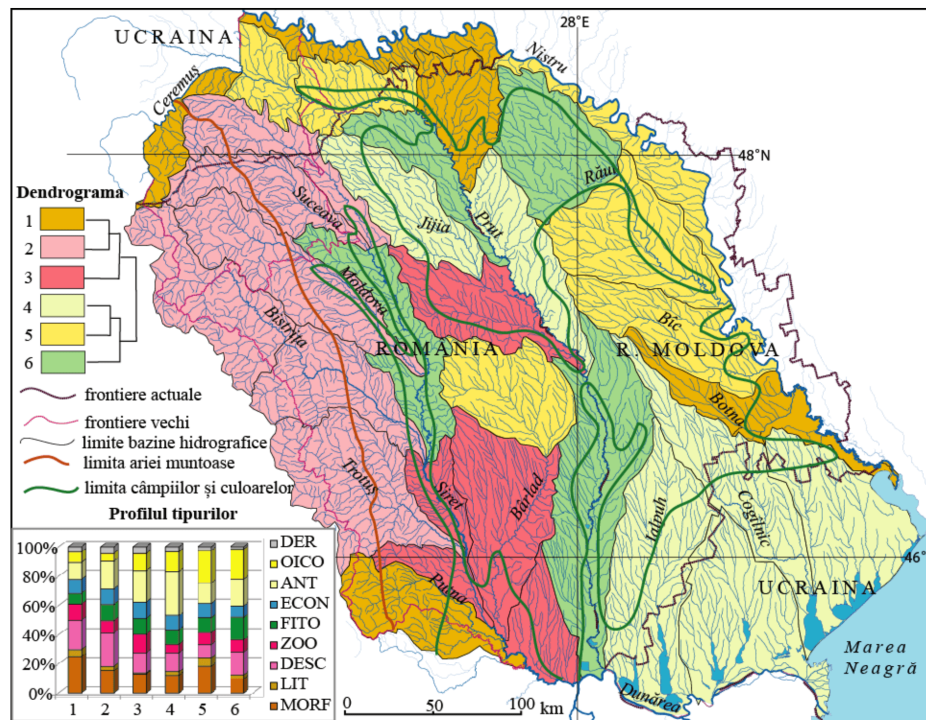 28°E
UCRAINA
Nistru
Ceremuș
48°N
Răut
Dendrograma
1
2
3
4
5
6
Suceava
Jijia
Prut
Moldova
Bistrița
Bîc
ROMÂNIA
R. MOLDOVA
Botna
frontiere actuale
frontiere vechi
limite bazine hidrografice
limita ariei muntoase
limita câmpiilor și culoarelor
Trotuș
Siret
Bârlad
Ialpuh
Cogîlnic
46°
UCRAINA
Putna
Marea
Neagră
Dunărea
Profilul tipurilor
100%
80%
60%
40%
20%
0%
1 2 3 4 5 6
DER
OICO
ANT
ECON
FITO
ZOO
DESC
LIT
MORF
0 50 100 km